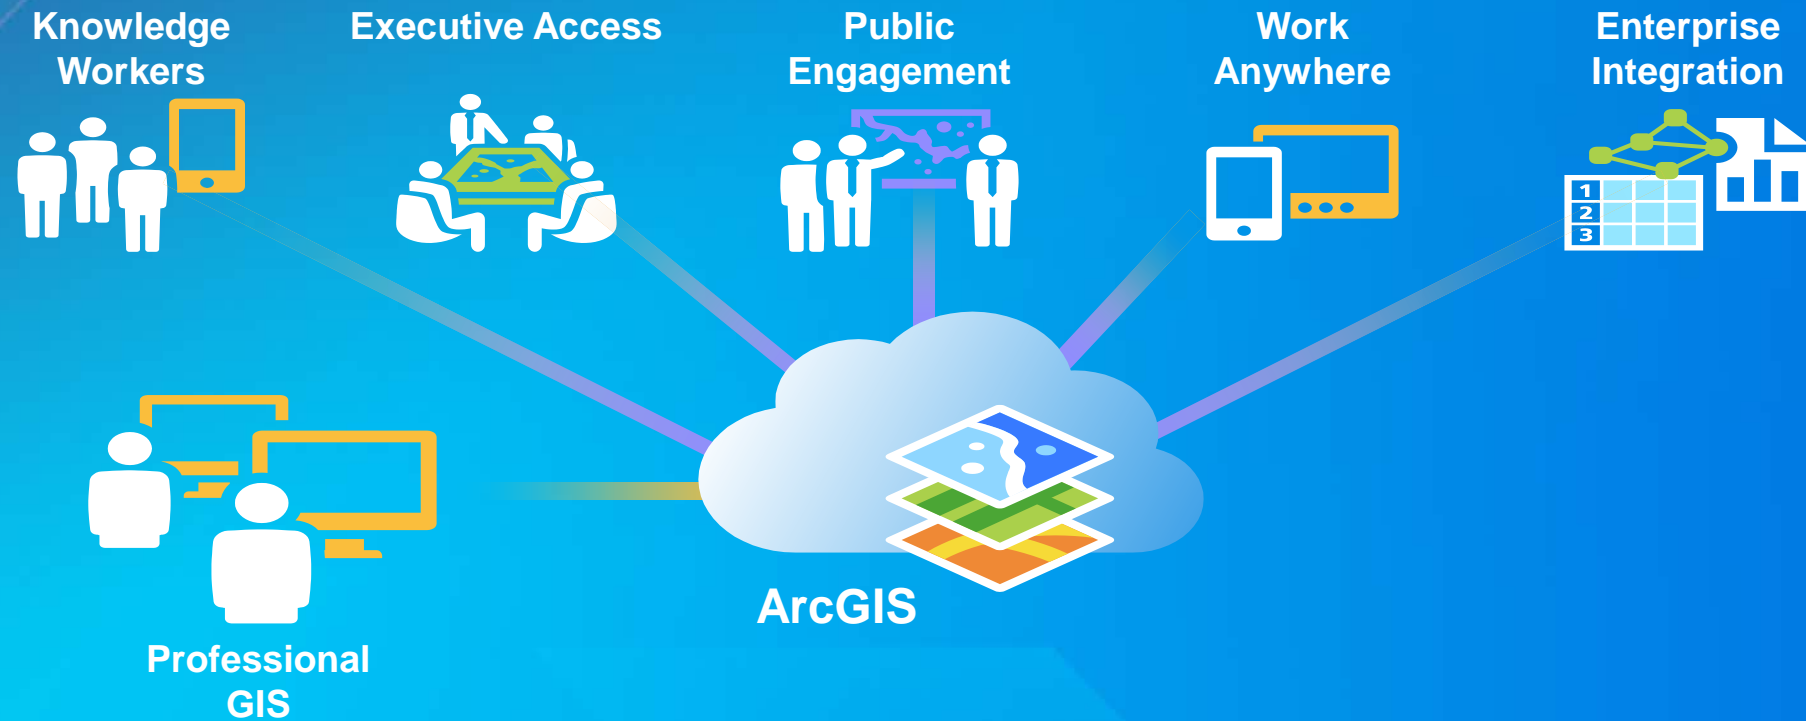 Knowledge
Workers
Executive Access
Public
Engagement
Work
Anywhere
Enterprise
Integration
1
2
3
ArcGIS
Professional
GIS